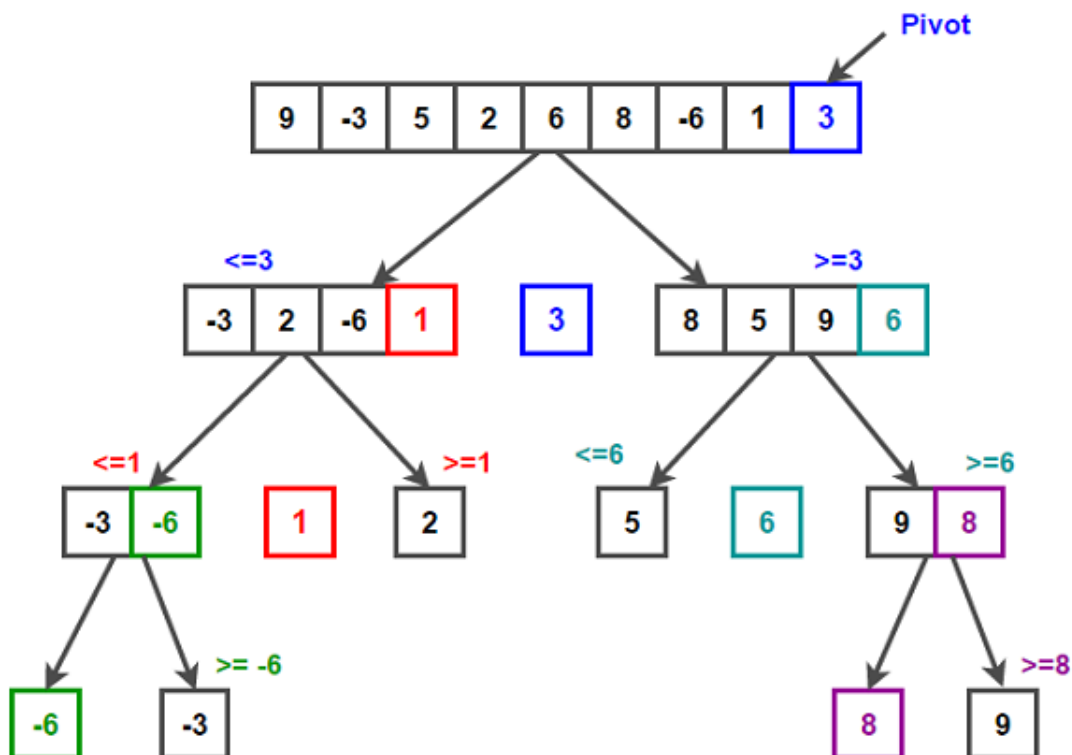 Pivot
9 -3 5 2 6 8 -6 1 3
<=3 >=3
-3 2 -6 1 3 8 5 9 6
<=1 >=1 <=6 >=6
-3 -6 1 2 5 6 9 8
>= -6 >=8
-6 -3 8 9